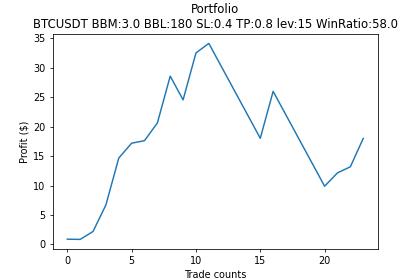 Portfolio
BTCUSDT BBM:3.0 BBL:180 SL:0.4 TP:0.8 lev:15 WinRatio:58.0
35
30
25
20
15
10
5
0
Profit ($)
0 5 10 15 20
Trade counts